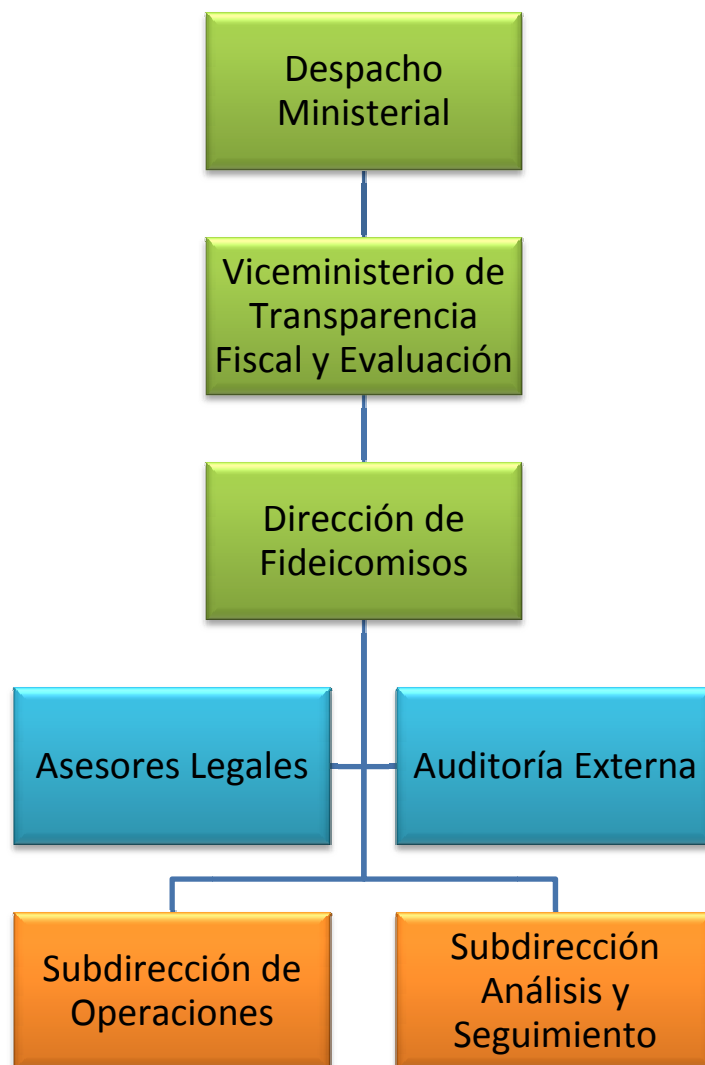 Despacho
Ministerial
Viceministerio de
Transparencia
Fiscal y Evaluación
Dirección de
Fideicomisos
Asesores Legales
Auditoría Externa
Subdirección de
Operaciones
Subdirección
Análisis y
Seguimiento